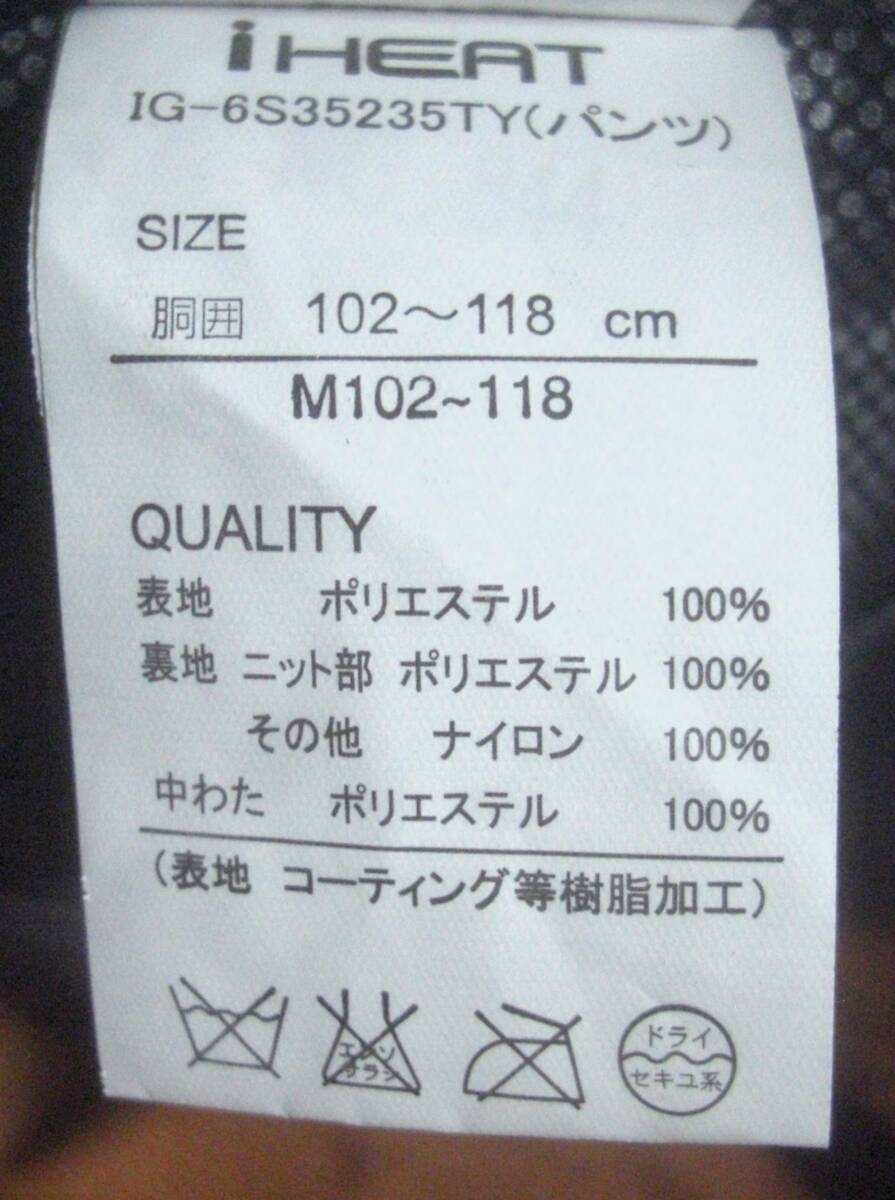 iHEAT
IG-6S35235TY(パンツ)
SIZE
胴囲 102～118 cm
M102~118
QUALITY
表地 ポリエステル 100%
裏地 ニット部 ポリエステル 100%
その他 ナイロン 100%
中わた ポリエステル 100%
(表地 コーティング等樹脂加工)
エンソ
サラシ
ドライ
セキユ系